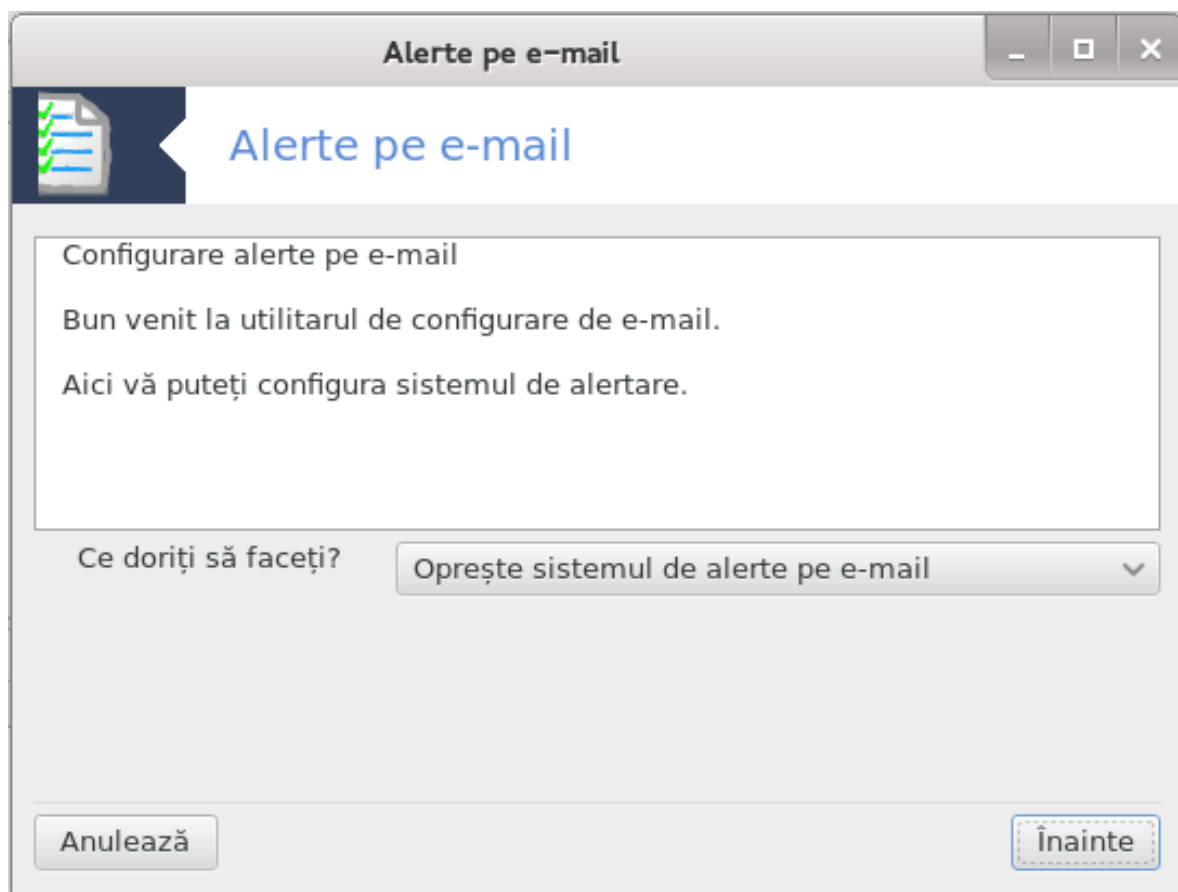 Alerte pe e-mail
Alerte pe e-mail
Configurare alerte pe e-mail
Bun venit la utilitarul de configurare de e-mail.
Aici vă puteți configura sistemul de alertare.
Ce doriți să faceți?
Oprește sistemul de alerte pe e-mail
Anulează
Înainte